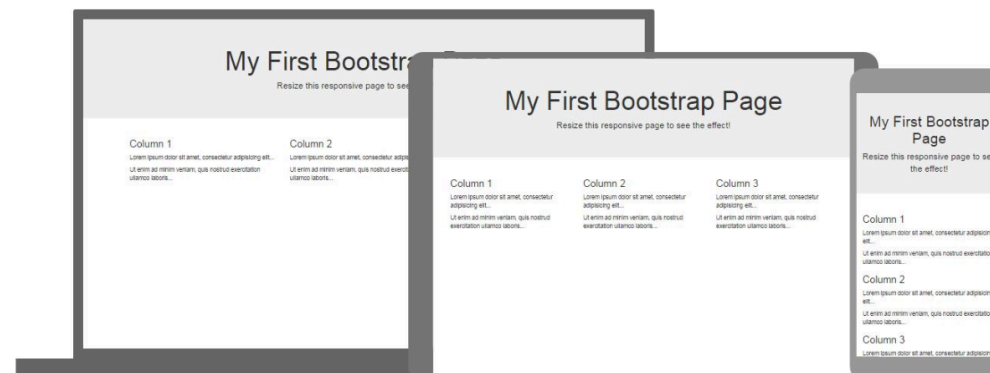 My First Bootstr
Resize this responsive page to see
Column 1
Lorem ipsum dolor sit amet, consectetur adipisicing elit...
Ut enim ad minim veniam, quis nostrud exercitation
ullamco laboris...
Column 2
Lorem ipsum dolor sit amet, consectetur
Ut enim ad minim veniam, quis nostrud
ullamco laboris...
My First Bootstrap Page
Resize this responsive page to see the effect!
Column 1
Lorem ipsum dolor sit amet, consectetur
adipisicing elit...
Ut enim ad minim veniam, quis nostrud
exercitation ullamco laboris...
Column 2
Lorem ipsum dolor sit amet, consectetur
adipisicing elit...
Ut enim ad minim veniam, quis nostrud
exercitation ullamco laboris...
Column 3
Lorem ipsum dolor sit amet, consectetur
adipisicing elit...
Ut enim ad minim veniam, quis nostrud
exercitation ullamco laboris...
My First Bootstrap
Page
Resize this responsive page to se
the effect!
Column 1
Lorem ipsum dolor sit amet, consectetur adipisicin
elit...
Ut enim ad minim veniam, quis nostrud exercitatio
ullamco laboris...
Column 2
Lorem ipsum dolor sit amet, consectetur adipisicin
elit...
Ut enim ad minim veniam, quis nostrud exercitatio
ullamco laboris...
Column 3
Lorem ipsum dolor sit amet, consectetur adipisicin